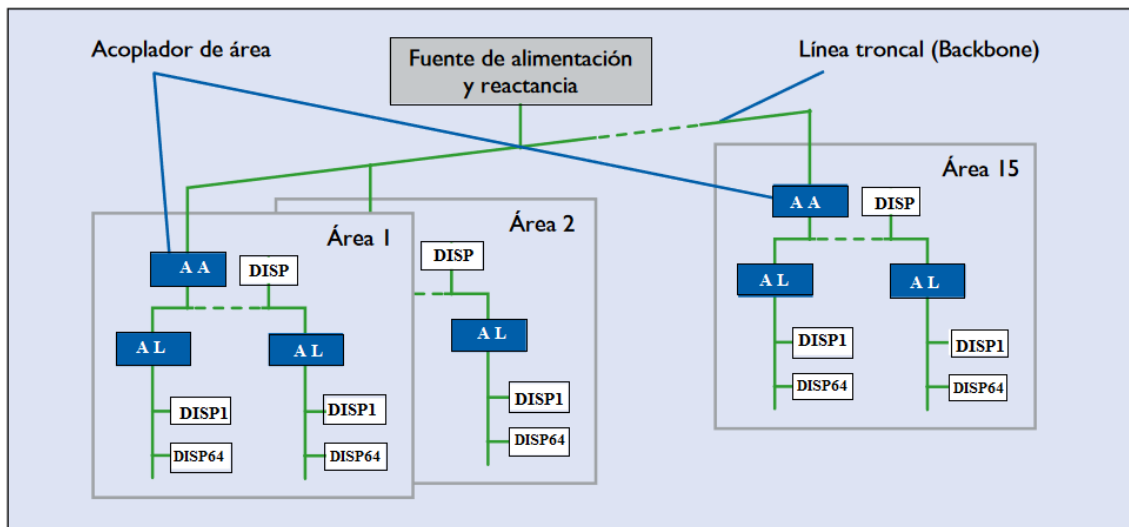 Acoplador de área
Fuente de alimentación
y reactancia
Línea troncal (Backbone)
Área 15
A A
DISP
A L
A L
DISP1
DISP1
DISP64
DISP64
Área 1
A A
DISP
A L
A L
DISP1
DISP1
DISP64
DISP64
Área 2
DISP
A L
DISP1
DISP64